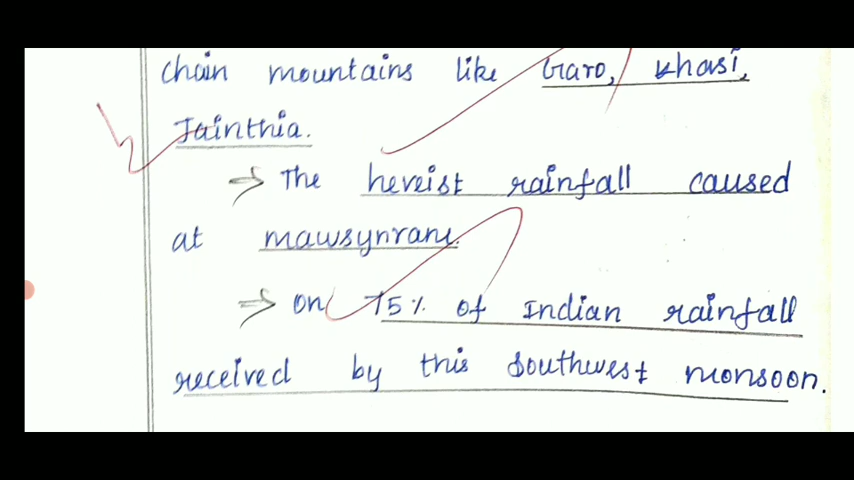 chain mountains like Garo, Khasi,
Jainthia.
⇒ The heveist rainfall caused
at mawsynram.
⇒ On 75% of Indian rainfall
received by this Southwest monsoon.